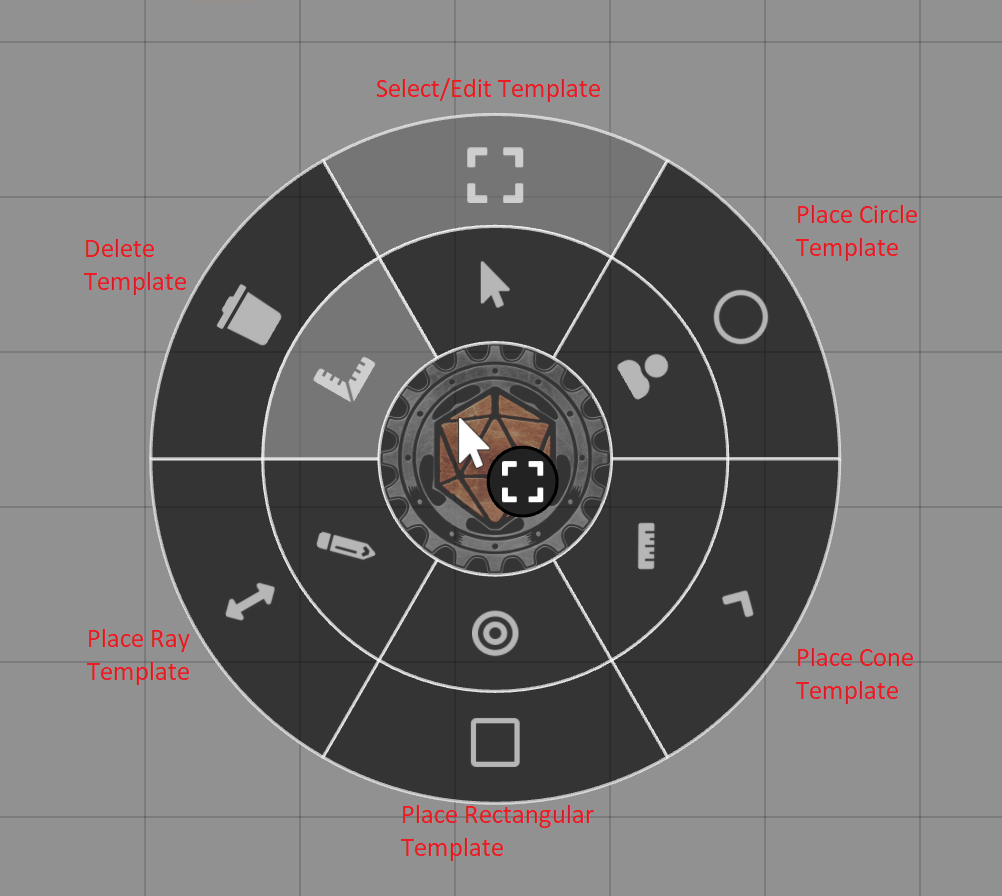 Select/Edit Template
Place Circle
Template
Delete
Template
Place Ray
Template
Place Cone
Template
Place Rectangular
Template